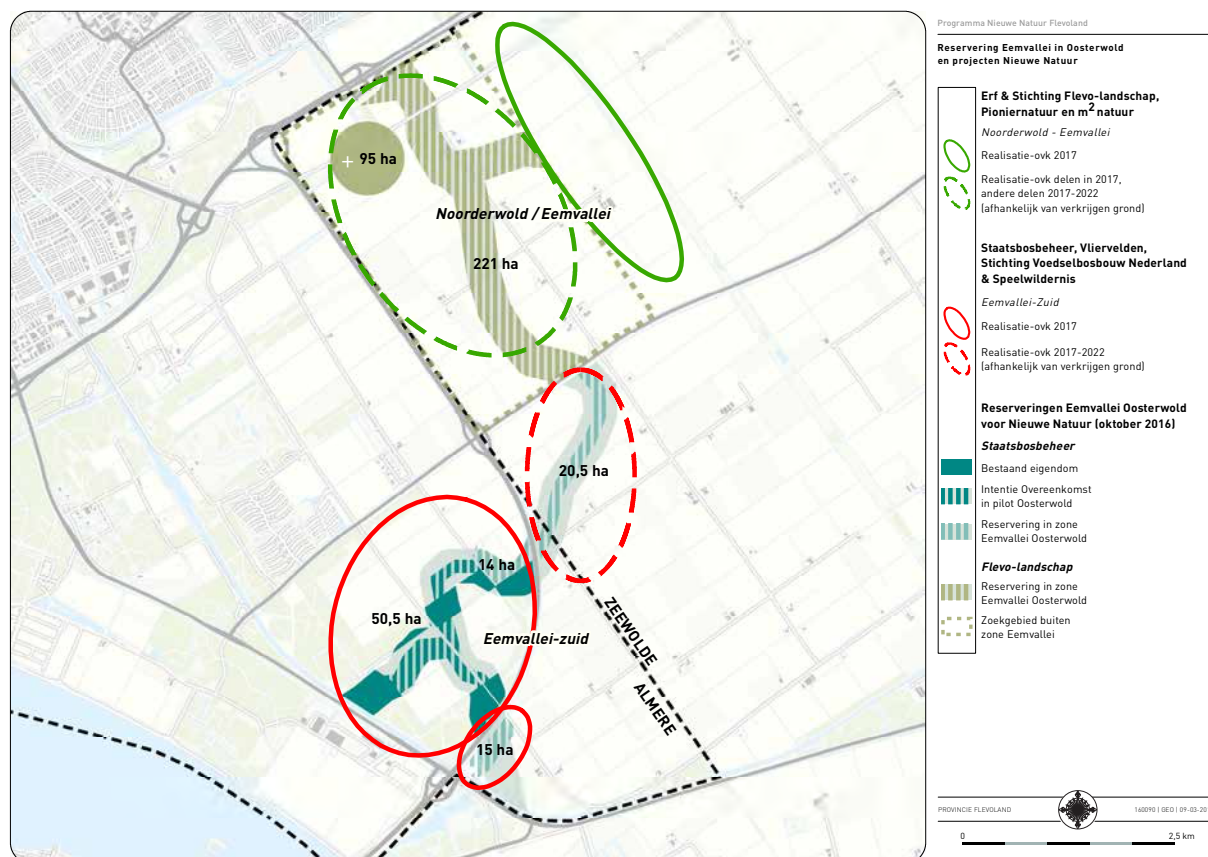 + 95 ha
Noorderwold / Eemvallei
221 ha
20,5 ha
14 ha
50,5 ha
Eemvallei-zuid
ZEEWOLDE
ALMERE
15 ha
Programma Nieuwe Natuur Flevoland
Reservering Eemvallei in Oosterwold
en projecten Nieuwe Natuur
Erf & Stichting Flevo-landschap,
Pioniernatuur en m² natuur
Noorderwold - Eemvallei
Realisatie-ovk 2017
Realisatie-ovk delen in 2017,
andere delen 2017-2022
(afhankelijk van verkrijgen grond)
Staatsbosbeheer, Vliervelden,
Stichting Voedselbosbouw Nederland
& Speelwildernis
Eemvallei-Zuid
Realisatie-ovk 2017
Realisatie-ovk 2017-2022
(afhankelijk van verkrijgen grond)
Reserveringen Eemvallei Oosterwold
voor Nieuwe Natuur (oktober 2016)
Staatsbosbeheer
Bestaand eigendom
Intentie Overeenkomst
in pilot Oosterwold
Reservering in zone
Eemvallei Oosterwold
Flevo-landschap
Reservering in zone
Eemvallei Oosterwold
Zoekgebied buiten
zone Eemvallei
PROVINCIE FLEVOLAND
160090 | GEO | 09-03-20
0 2,5 km